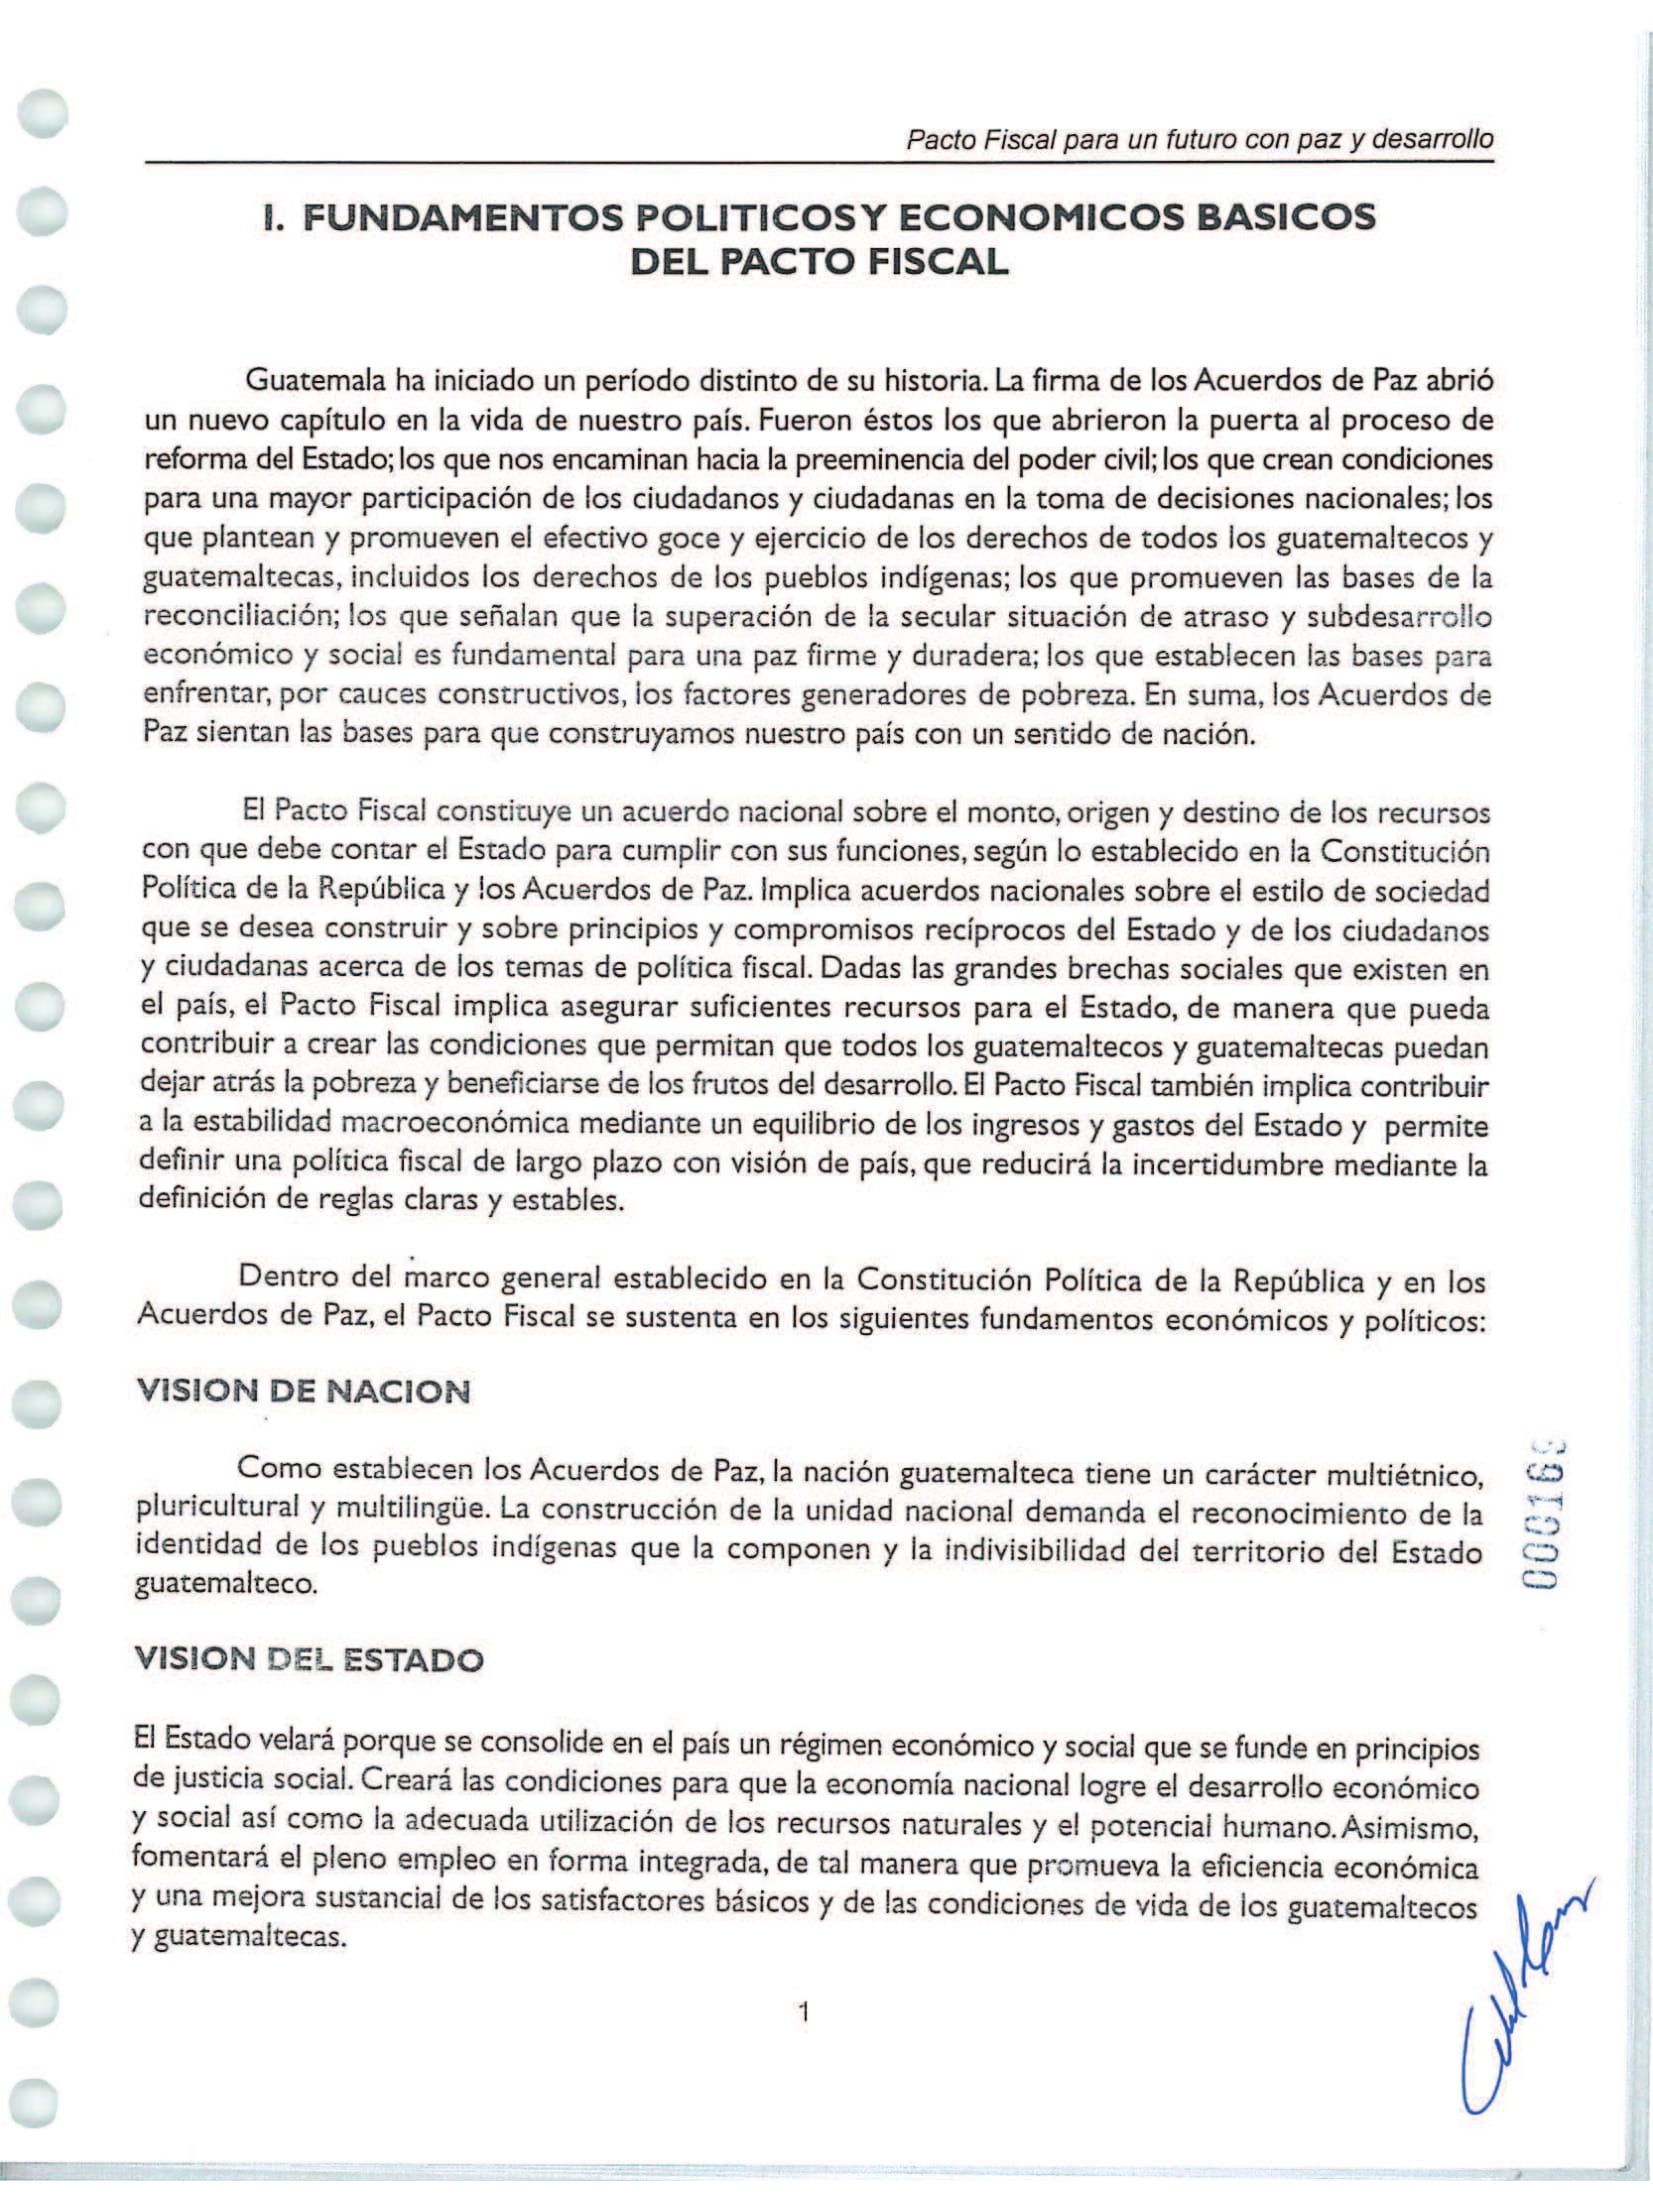 Pacto Fiscal para un futuro con paz y desarrollo
I. FUNDAMENTOS POLITICOS Y ECONOMICOS BASICOS
DEL PACTO FISCAL
Guatemala ha iniciado un período distinto de su historia. La firma de los Acuerdos de Paz abrió
un nuevo capítulo en la vida de nuestro país. Fueron éstos los que abrieron la puerta al proceso de
reforma del Estado; los que nos encaminan hacia la preeminencia del poder civil; los que crean condiciones
para una mayor participación de los ciudadanos y ciudadanas en la toma de decisiones nacionales; los
que plantean y promueven el efectivo goce y ejercicio de los derechos de todos los guatemaltecos y
guatemaltecas, incluidos los derechos de los pueblos indígenas; los que promueven las bases de la
reconciliación; los que señalan que la superación de la secular situación de atraso y subdesarrollo
económico y social es fundamental para una paz firme y duradera; los que establecen las bases para
enfrentar, por cauces constructivos, los factores generadores de pobreza. En suma, los Acuerdos de
Paz sientan las bases para que construyamos nuestro país con un sentido de nación.
El Pacto Fiscal constituye un acuerdo nacional sobre el monto, origen y destino de los recursos
con que debe contar el Estado para cumplir con sus funciones, según lo establecido en la Constitución
Política de la República y los Acuerdos de Paz. Implica acuerdos nacionales sobre el estilo de sociedad
que se desea construir y sobre principios y compromisos recíprocos del Estado y de los ciudadanos
y ciudadanas acerca de los temas de política fiscal. Dadas las grandes brechas sociales que existen en
el país, el Pacto Fiscal implica asegurar suficientes recursos para el Estado, de manera que pueda
contribuir a crear las condiciones que permitan que todos los guatemaltecos y guatemaltecas puedan
dejar atrás la pobreza y beneficiarse de los frutos del desarrollo. El Pacto Fiscal también implica contribuir
a la estabilidad macroeconómica mediante un equilibrio de los ingresos y gastos del Estado y permite
definir una política fiscal de largo plazo con visión de país, que reducirá la incertidumbre mediante la
definición de reglas claras y estables.
Dentro del marco general establecido en la Constitución Política de la República y en los
Acuerdos de Paz, el Pacto Fiscal se sustenta en los siguientes fundamentos económicos y políticos:
VISION DE NACION
Como establecen los Acuerdos de Paz, la nación guatemalteca tiene un carácter multiétnico,
pluricultural y multilingüe. La construcción de la unidad nacional demanda el reconocimiento de la
identidad de los pueblos indígenas que la componen y la indivisibilidad del territorio del Estado
guatemalteco.
000169
VISION DEL ESTADO
El Estado velará porque se consolide en el país un régimen económico y social que se funde en principios
de justicia social. Creará las condiciones para que la economía nacional logre el desarrollo económico
y social así como la adecuada utilización de los recursos naturales y el potencial humano. Asimismo,
fomentará el pleno empleo en forma integrada, de tal manera que promueva la eficiencia económica
y una mejora sustancial de los satisfactores básicos y de las condiciones de vida de los guatemaltecos
y guatemaltecas.
1